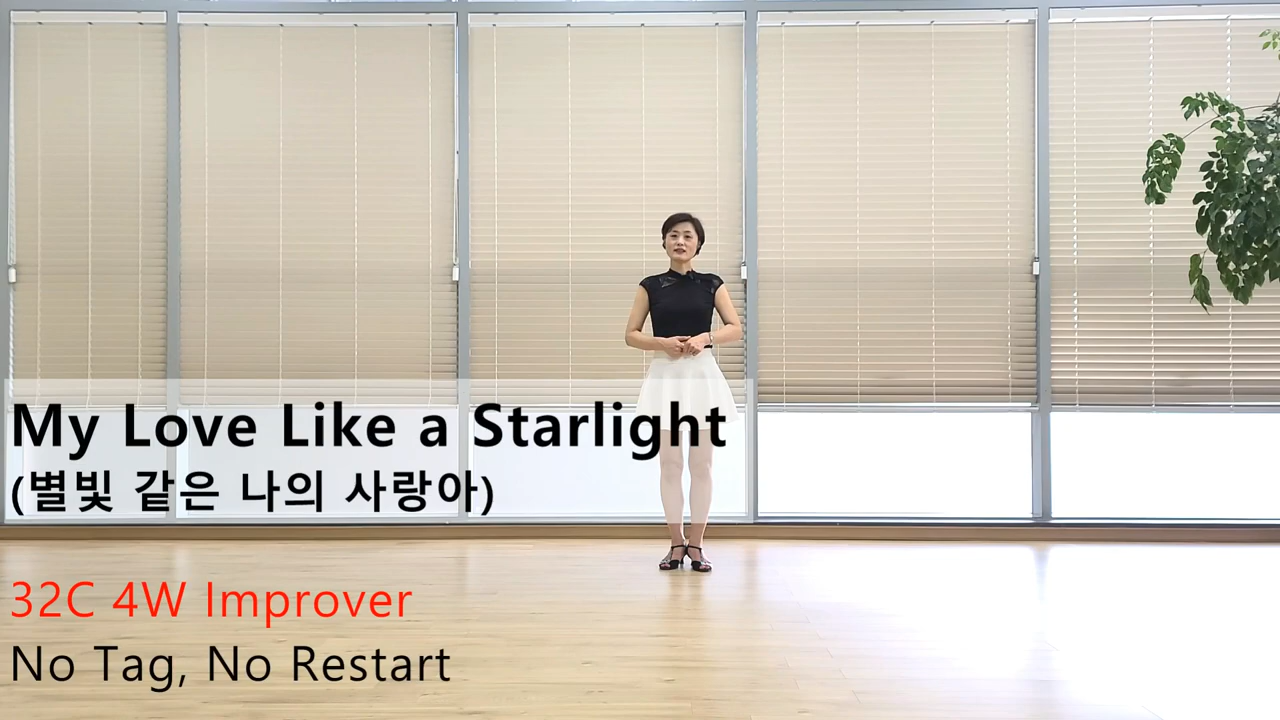 My Love Like a Starlight
(별빛 같은 나의 사랑아)
32C 4W Improver
No Tag, No Restart